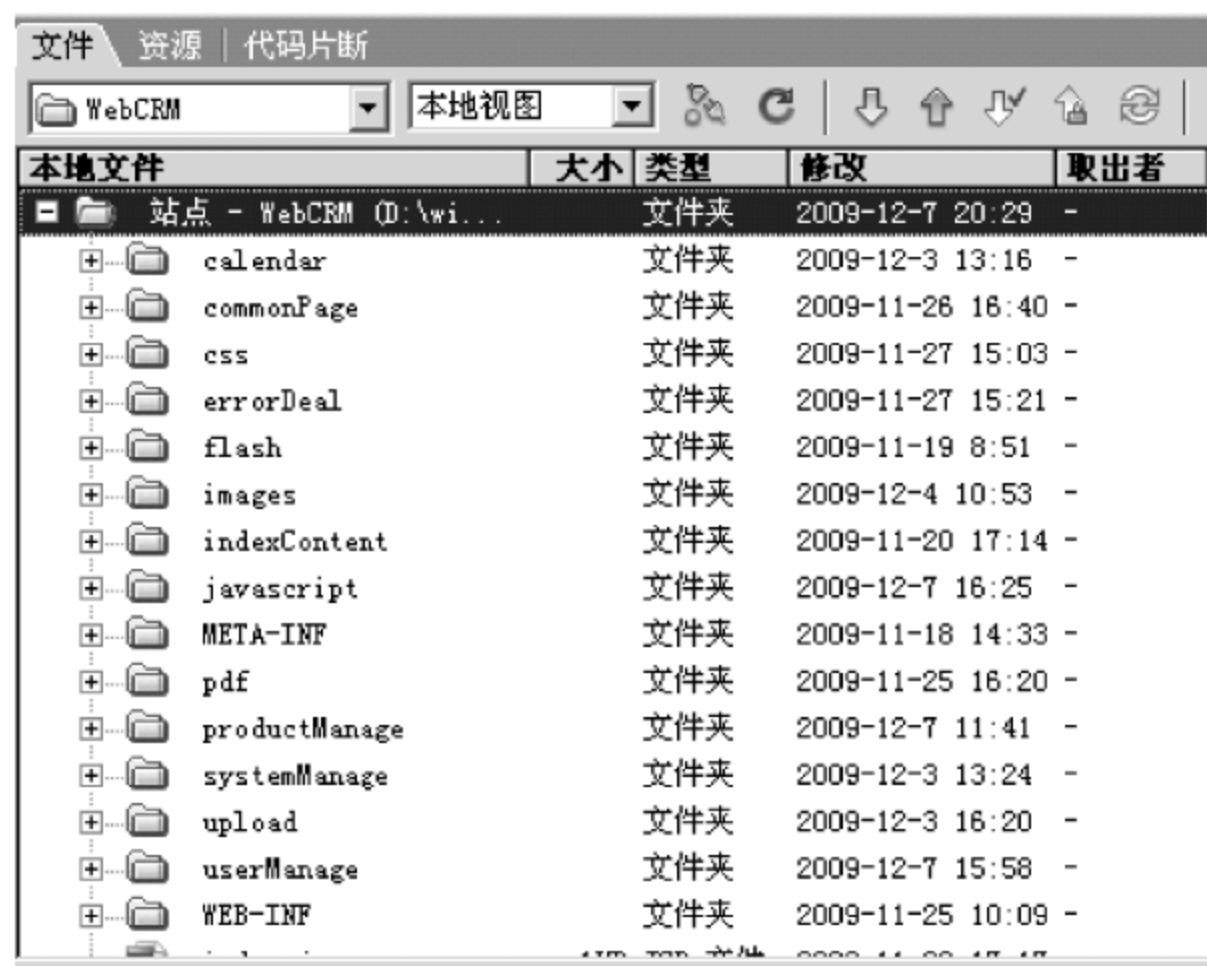 文件 资源 代码片断
WebCRM 本地视图
本地文件 大小 类型 修改 取出者
站点 - WebCRM (D:\wi... 文件夹 2009-12-7 20:29 -
calendar 文件夹 2009-12-3 13:16 -
commonPage 文件夹 2009-11-26 16:40 -
css 文件夹 2009-11-27 15:03 -
errorDeal 文件夹 2009-11-27 15:21 -
flash 文件夹 2009-11-19 8:51 -
images 文件夹 2009-12-4 10:53 -
indexContent 文件夹 2009-11-20 17:14 -
javascript 文件夹 2009-12-7 16:25 -
META-INF 文件夹 2009-11-18 14:33 -
pdf 文件夹 2009-11-25 16:20 -
productManage 文件夹 2009-12-7 11:41 -
systemManage 文件夹 2009-12-3 13:24 -
upload 文件夹 2009-12-3 16:20 -
userManage 文件夹 2009-12-7 15:58 -
WEB-INF 文件夹 2009-11-25 10:09 -